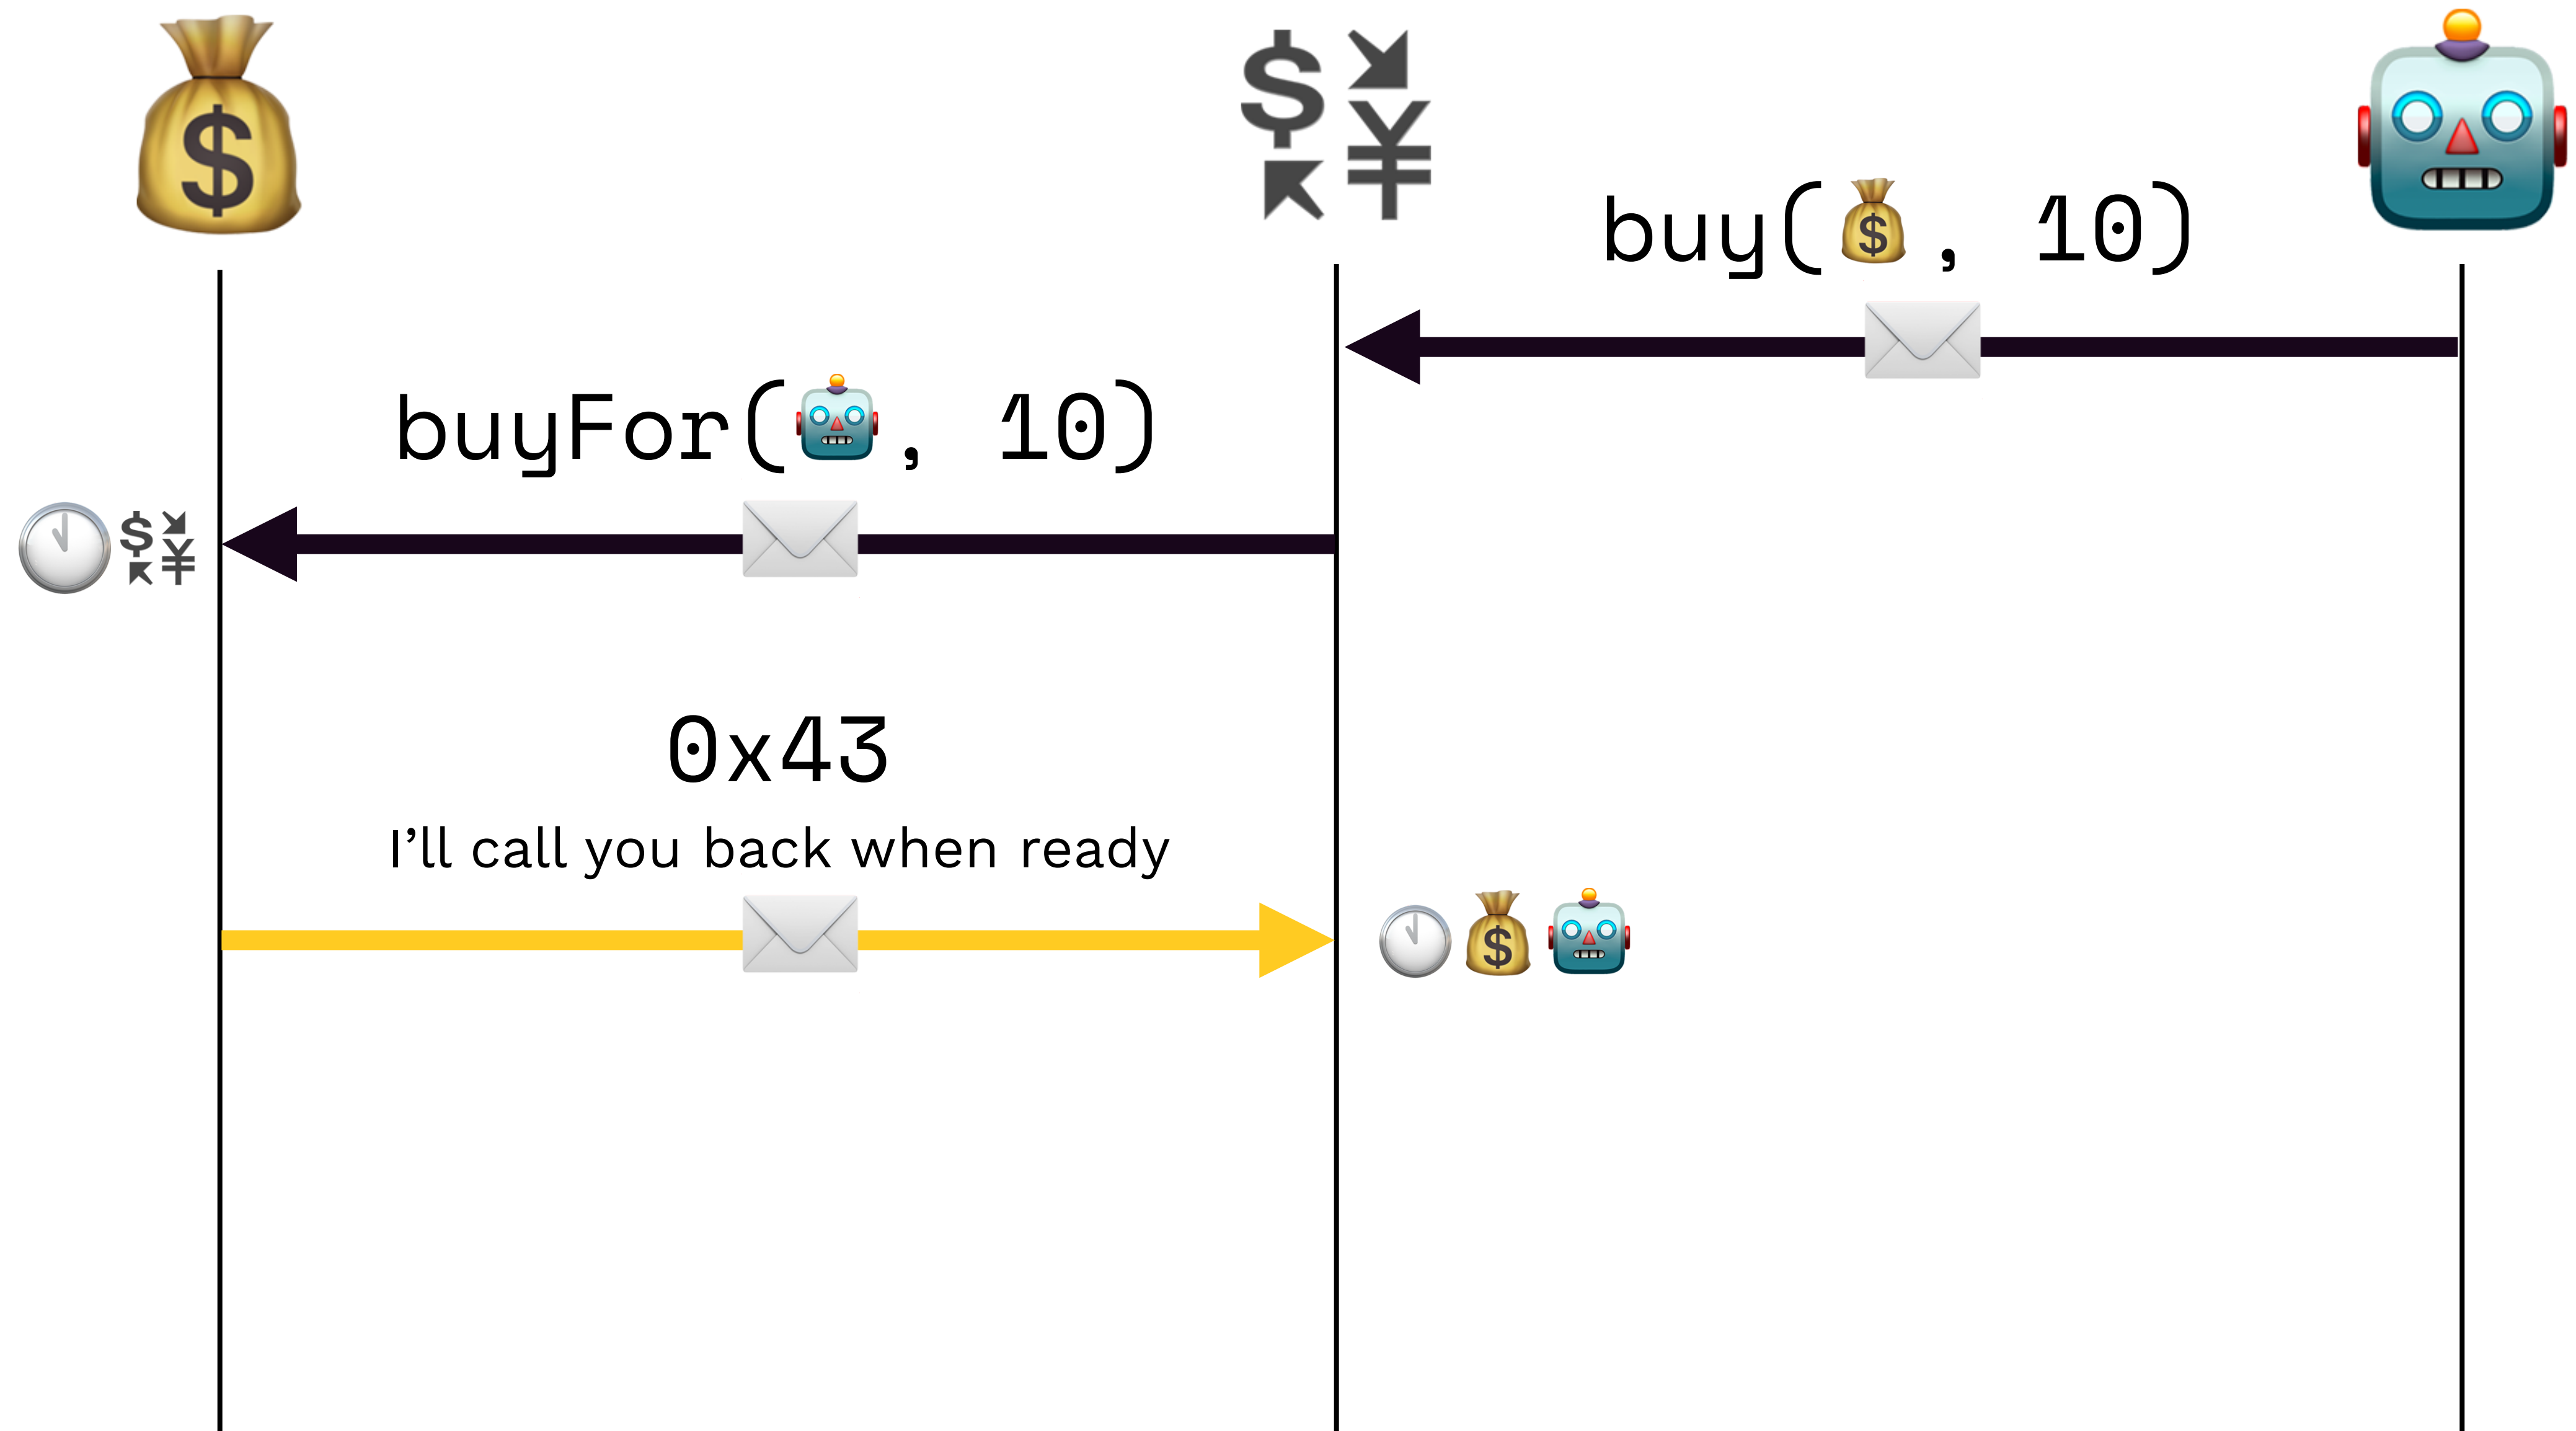 $
$
¥
buy(💰, 10)
buyFor(🤖, 10)
$
¥
0x43
I’ll call you back when ready
$